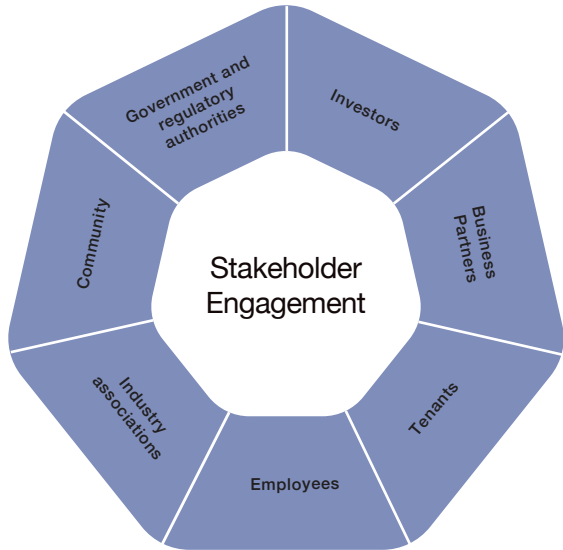 Government and
regulatory
authorities
Investors
Business
Partners
Tenants
Employees
Industry
associations
Community
Stakeholder
Engagement